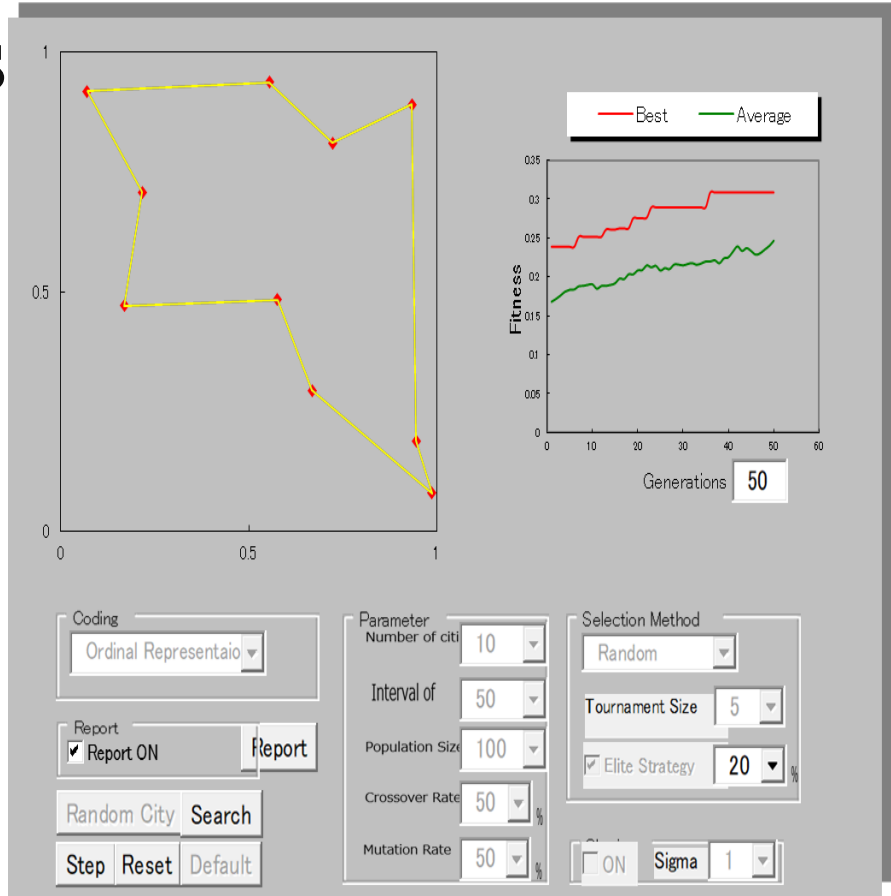 1
0.5
0
0 0.5 1
Best Average
0.35
0.3
0.25
0.2
0.15
0.1
0.05
0
Fitness
0 10 20 30 40 50 60
Generations 50
Coding
Ordinal Representaio
Report
Report ON
Report
Random City Search
Step Reset Default
Parameter
Number of citi 10
Interval of 50
Population Size 100
Crossover Rate 50 %
Mutation Rate 50 %
Selection Method
Random
Tournament Size 5
Elite Strategy 20 %
ON Sigma 1